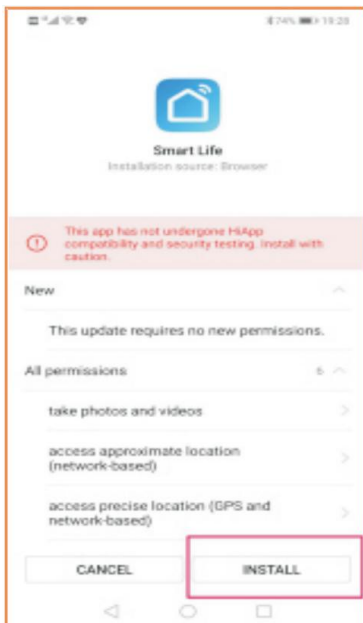 74% 19:28
Smart Life
Installation source: Browser
This app has not undergone HiApp
compatibility and security testing. Install with
caution.
New
This update requires no new permissions.
All permissions 6
take photos and videos
access approximate location
(network-based)
access precise location (GPS and
network-based)
CANCEL INSTALL